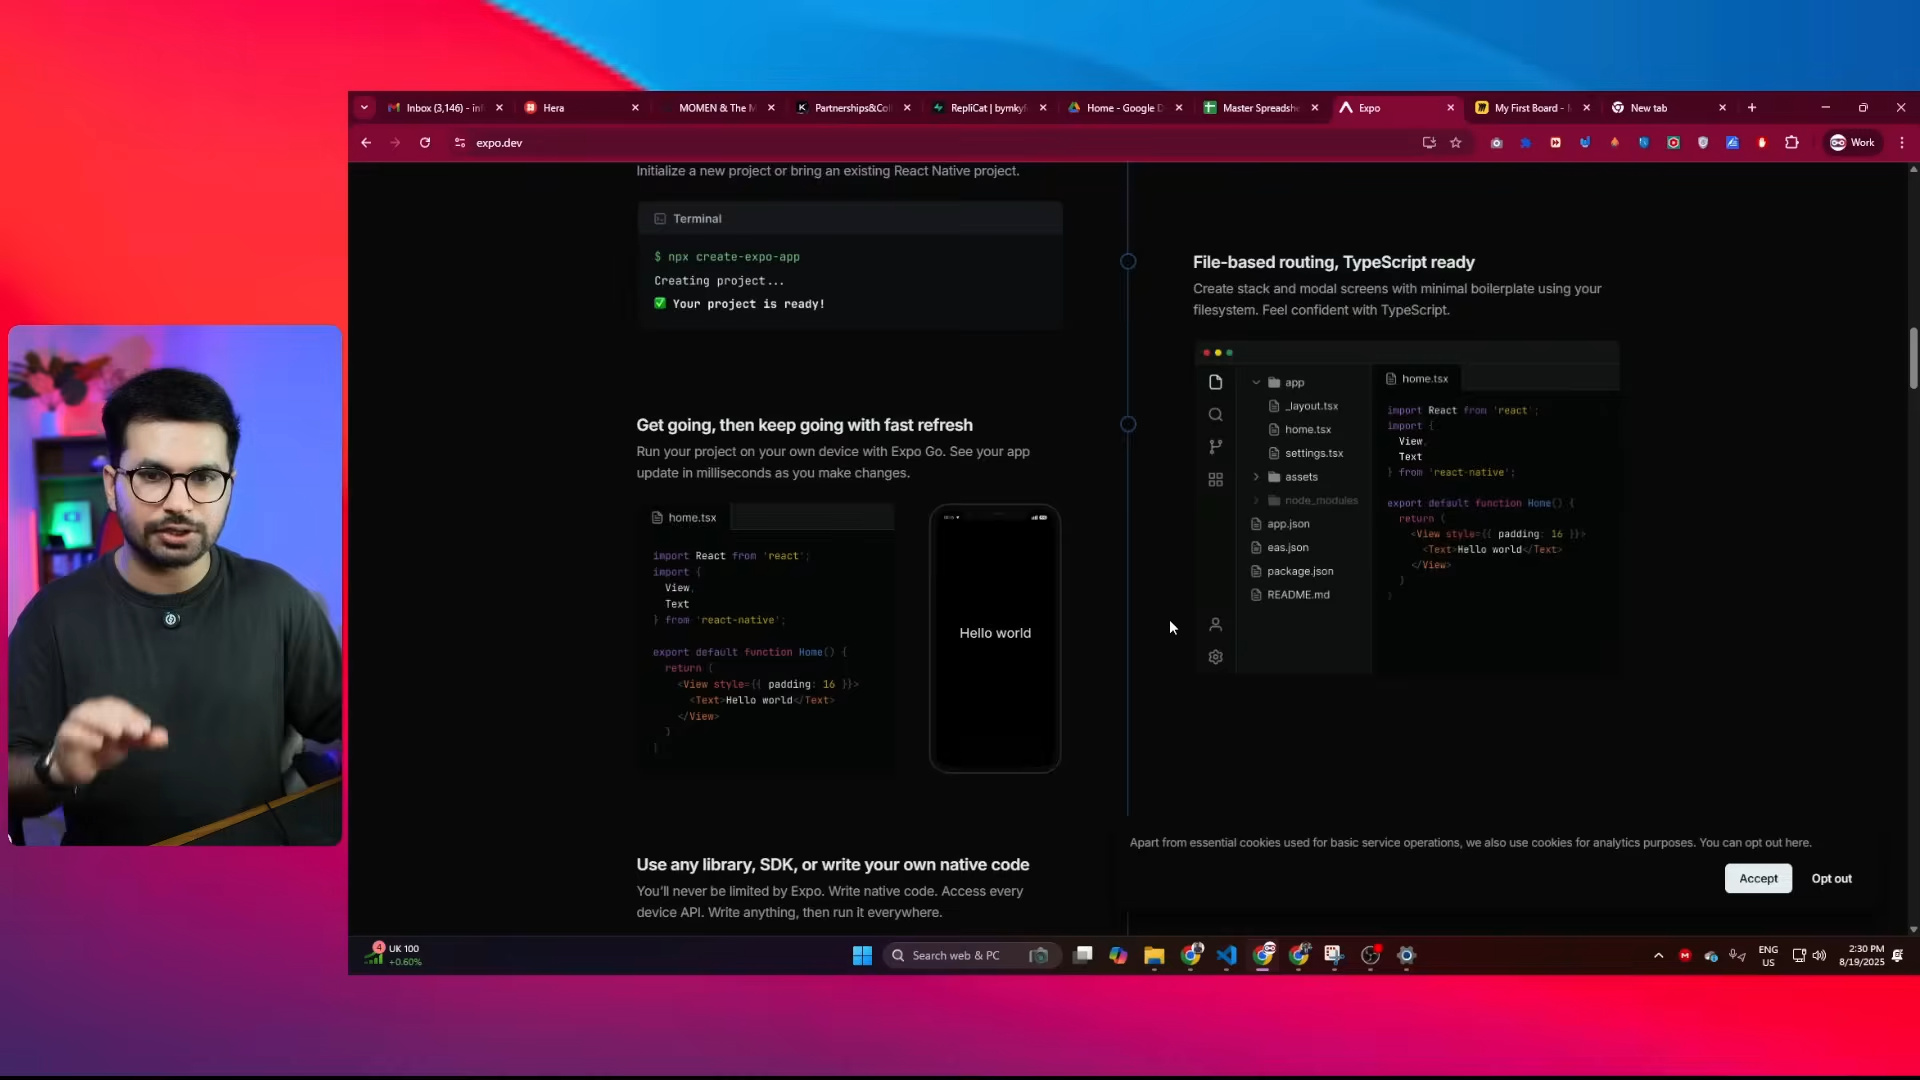 Inbox (3,146) - in
Hera
MOMEN & The M
Partnerships&Col
RepliCat | bymky
Home - Google D
Master Spreadshe
Expo
My First Board -
New tab
expo.dev
Work
Initialize a new project or bring an existing React Native project.
Terminal
$ npx create-expo-app
Creating project...
✅ Your project is ready!
File-based routing, TypeScript ready
Create stack and modal screens with minimal boilerplate using your
filesystem. Feel confident with TypeScript.
app
_layout.tsx
home.tsx
settings.tsx
assets
node_modules
app.json
eas.json
package.json
README.md
home.tsx
import React from 'react';
import {
View,
Text
} from 'react-native';
export default function Home() {
return (
<View style={{ padding: 16 }}>
<Text>Hello world</Text>
</View>
)
}
Get going, then keep going with fast refresh
Run your project on your own device with Expo Go. See your app
update in milliseconds as you make changes.
home.tsx
import React from 'react';
import {
View,
Text
} from 'react-native';
export default function Home() {
return (
<View style={{ padding: 16 }}>
<Text>Hello world</Text>
</View>
)
}
Hello world
Use any library, SDK, or write your own native code
You'll never be limited by Expo. Write native code. Access every
device API. Write anything, then run it everywhere.
Apart from essential cookies used for basic service operations, we also use cookies for analytics purposes. You can opt out here.
Accept
Opt out
4
UK 100
+0.60%
Search web & PC
ENG
US
2:30 PM
8/19/2025